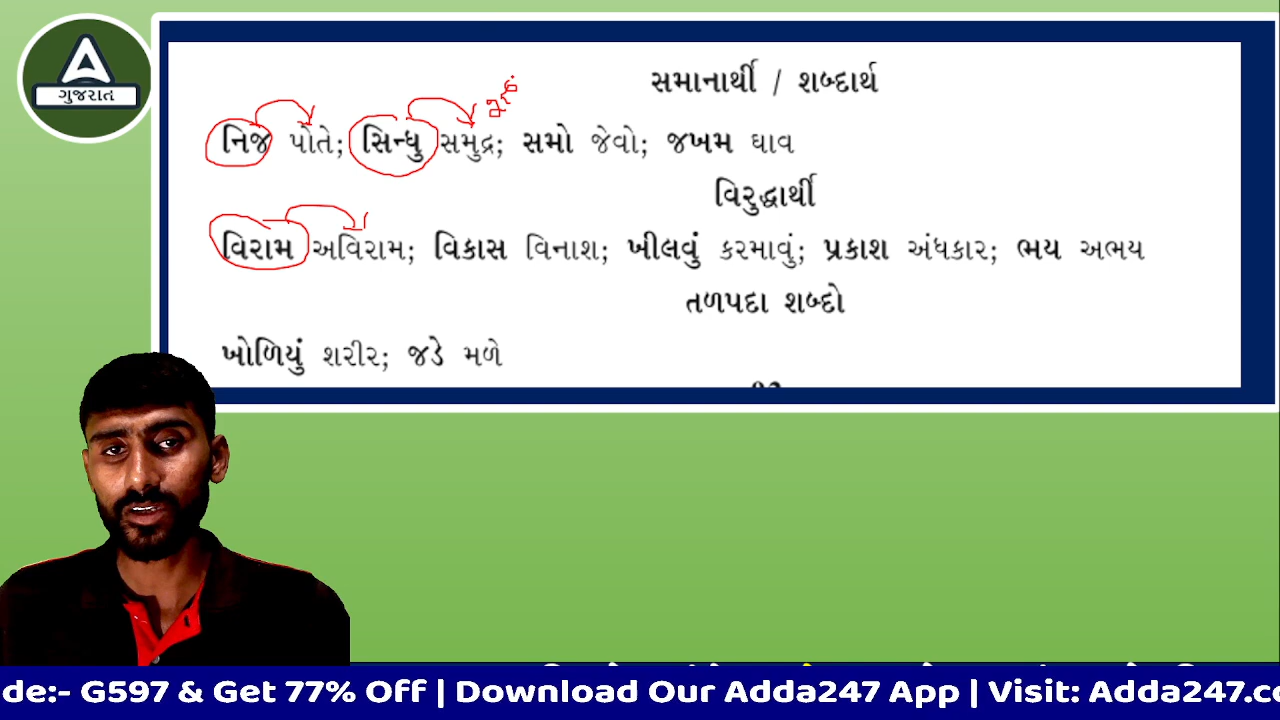 ગુજરાત
સમાનાર્થી / શબ્દાર્થ
નિજ પોતે; સિન્ધુ સમુદ્ર; સમો જેવો; જખમ ઘાવ
વિરુદ્ધાર્થી
વિરામ અવિરામ; વિકાસ વિનાશ; ખીલવું કરમાવું; પ્રકાશ અંધકાર; ભય અભય
તળપદા શબ્દો
ખોળિયું શરીર; જડે મળે
de:- G597 & Get 77% Off | Download Our Adda247 App | Visit: Adda247.c